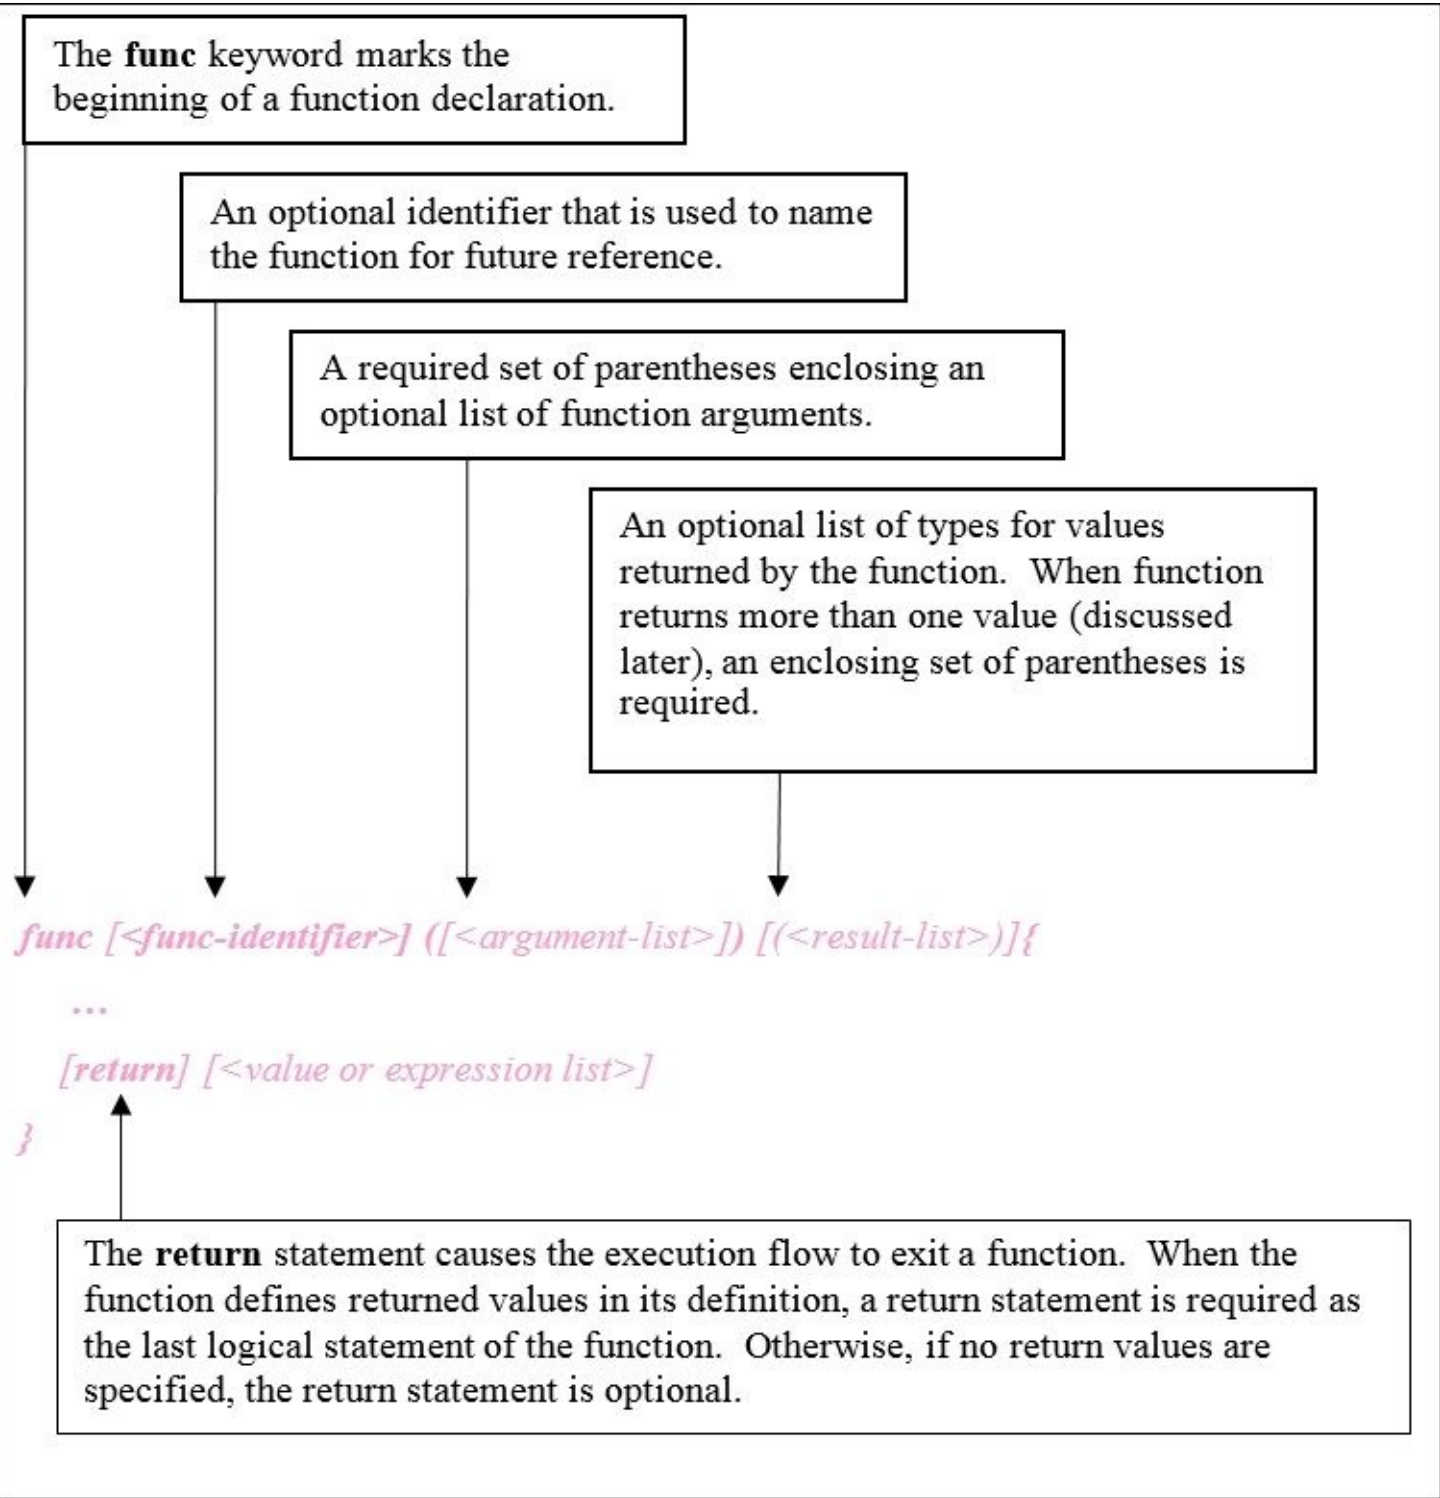 The func keyword marks the
beginning of a function declaration.
An optional identifier that is used to name
the function for future reference.
A required set of parentheses enclosing an
optional list of function arguments.
An optional list of types for values
returned by the function. When function
returns more than one value (discussed
later), an enclosing set of parentheses is
required.
func [<func-identifier>] ([<argument-list>]) [(<result-list>)]{
...
[return] [<value or expression list>]
}
The return statement causes the execution flow to exit a function. When the
function defines returned values in its definition, a return statement is required as
the last logical statement of the function. Otherwise, if no return values are
specified, the return statement is optional.